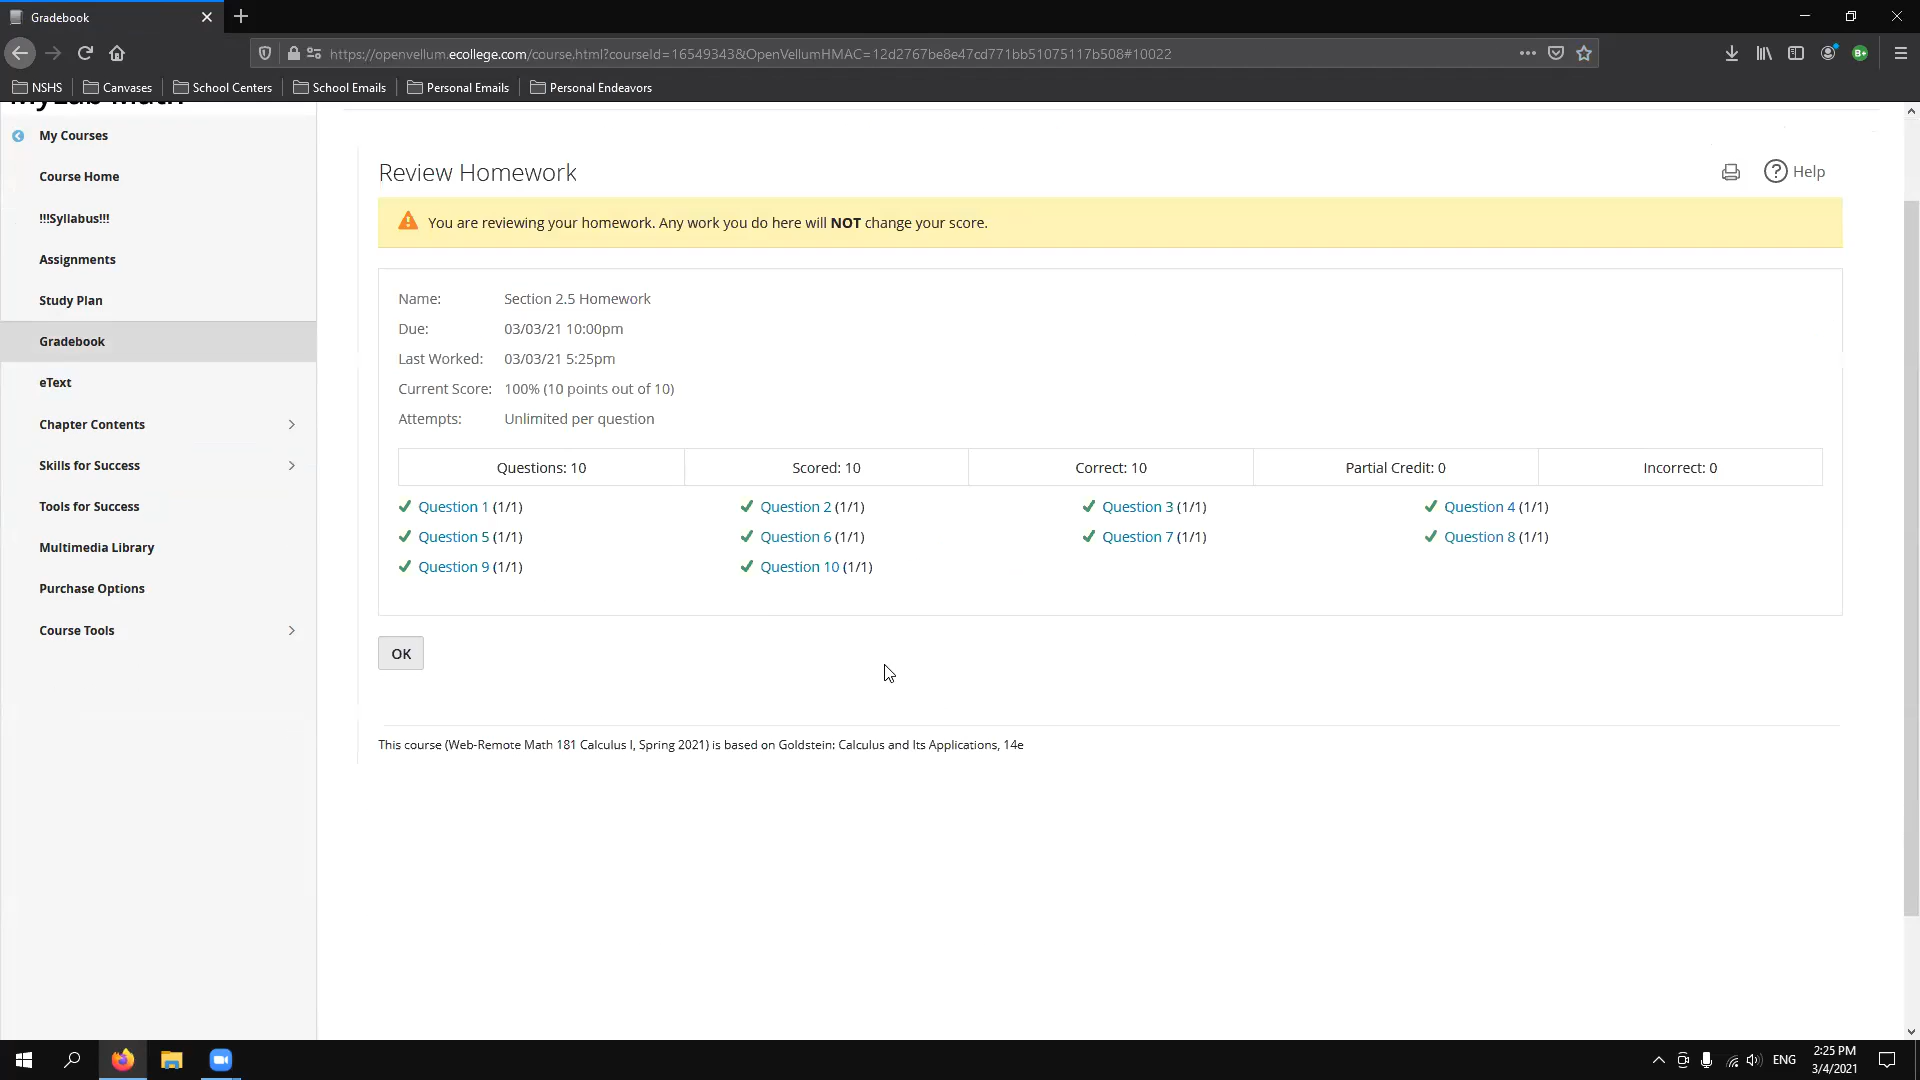 Gradebook
https://openvellum.ecollege.com/course.html?courseId=16549343&OpenVellumHMAC=12d2767be8e47cd771bb51075117b508#10022
NSHS Canvases School Centers School Emails Personal Emails Personal Endeavors
MyLab Math
My Courses
Course Home
!!!Syllabus!!!
Assignments
Study Plan
Gradebook
eText
Chapter Contents
Skills for Success
Tools for Success
Multimedia Library
Purchase Options
Course Tools
Review Homework
? Help
You are reviewing your homework. Any work you do here will NOT change your score.
Name: Section 2.5 Homework
Due: 03/03/21 10:00pm
Last Worked: 03/03/21 5:25pm
Current Score: 100% (10 points out of 10)
Attempts: Unlimited per question
Questions: 10 Scored: 10 Correct: 10 Partial Credit: 0 Incorrect: 0
Question 1 (1/1) Question 2 (1/1) Question 3 (1/1) Question 4 (1/1)
Question 5 (1/1) Question 6 (1/1) Question 7 (1/1) Question 8 (1/1)
Question 9 (1/1) Question 10 (1/1)
OK
This course (Web-Remote Math 181 Calculus I, Spring 2021) is based on Goldstein: Calculus and Its Applications, 14e
ENG
2:25 PM
3/4/2021